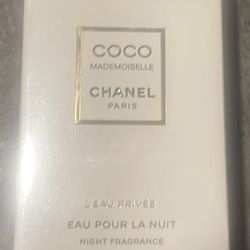 COCO
MADEMOISELLE
CHANEL
PARIS
L'EAU PRIVÉE
EAU POUR LA NUIT
NIGHT FRAGRANCE